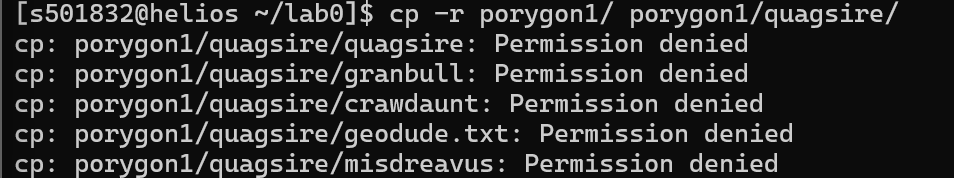 [s501832@helios ~/lab0]$ cp -r porygon1/ porygon1/quagsire/
cp: porygon1/quagsire/quagsire: Permission denied
cp: porygon1/quagsire/granbull: Permission denied
cp: porygon1/quagsire/crawdaunt: Permission denied
cp: porygon1/quagsire/geodude.txt: Permission denied
cp: porygon1/quagsire/misdreavus: Permission denied